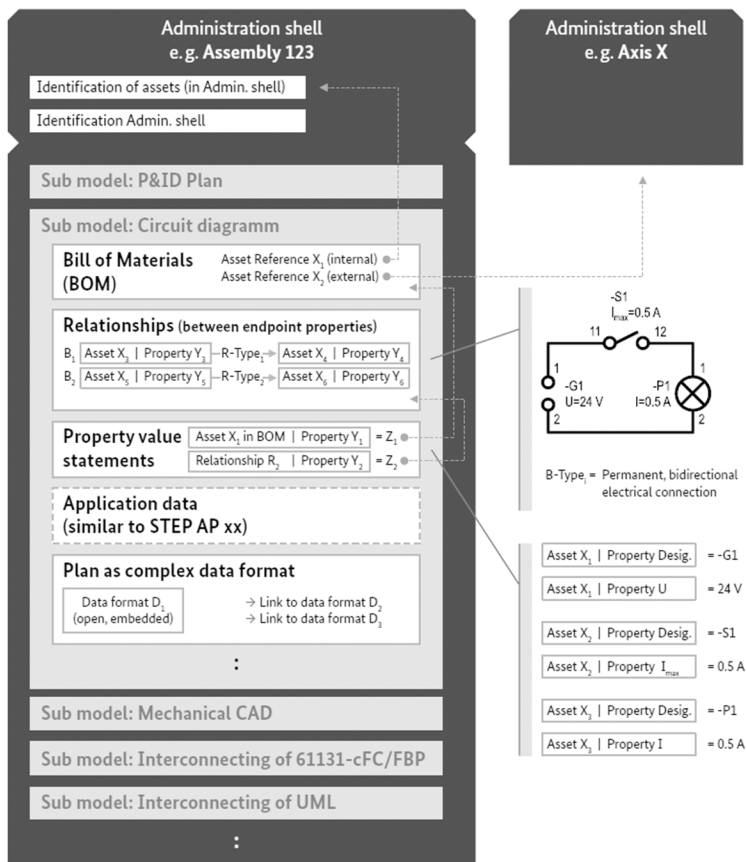 Administration shell
e. g. Assembly 123
Identification of assets (in Admin. shell)
Identification Admin. shell
Sub model: P&ID Plan
Sub model: Circuit diagramm
Bill of Materials
(BOM)
Asset Reference X₁ (internal)
Asset Reference X₂ (external)
Relationships (between endpoint properties)
B₁ Asset X₃ | Property Y₃ R-Type₁ Asset X₄ | Property Y₄
B₂ Asset X₅ | Property Y₅ R-Type₂ Asset X₆ | Property Y₆
Property value
statements
Asset X₁ in BOM | Property Y₁ = Z₁
Relationship R₂ | Property Y₂ = Z₂
Application data
(similar to STEP AP xx)
Plan as complex data format
Data format D₁
(open, embedded)
→ Link to data format D₂
→ Link to data format D₃
:
Sub model: Mechanical CAD
Sub model: Interconnecting of 61131-cFC/FBP
Sub model: Interconnecting of UML
:
Administration shell
e. g. Axis X
-S1
Imax=0.5 A
11 12
1
-G1
U=24 V
2
1
-P1
I=0.5 A
2
B-Typeᵢ = Permanent, bidirectional
electrical connection
Asset X₁ | Property Desig. = -G1
Asset X₁ | Property U = 24 V
Asset X₂ | Property Desig. = -S1
Asset X₂ | Property Imax = 0.5 A
Asset X₃ | Property Desig. = -P1
Asset X₃ | Property I = 0.5 A